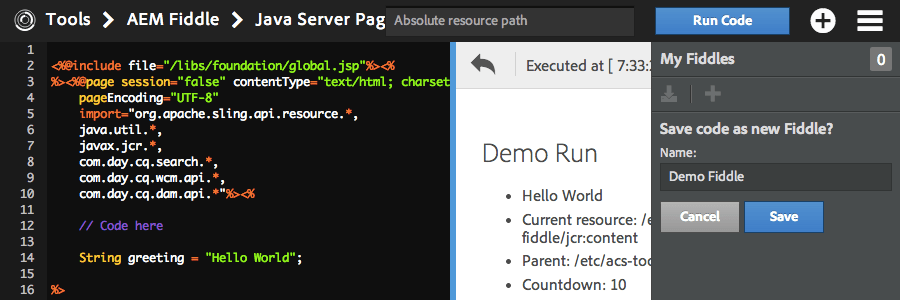 Tools > AEM Fiddle > Java Server Pag
Absolute resource path
Run Code
1
2 <%@include file="/libs/foundation/global.jsp"%><%
3 %><%@page session="false" contentType="text/html; charset
4 pageEncoding="UTF-8"
5 import="org.apache.sling.api.resource.*,
6 java.util.*,
7 javax.jcr.*,
8 com.day.cq.search.*,
9 com.day.cq.wcm.api.*,
10 com.day.cq.dam.api.*"%><%
11
12 // Code here
13
14 String greeting = "Hello World";
15
16 %>
Executed at [ 7:33:2
Demo Run
• Hello World
• Current resource: /e
fiddle/jcr:content
• Parent: /etc/acs-too
• Countdown: 10
My Fiddles 0
Save code as new Fiddle?
Name:
Demo Fiddle
Cancel Save